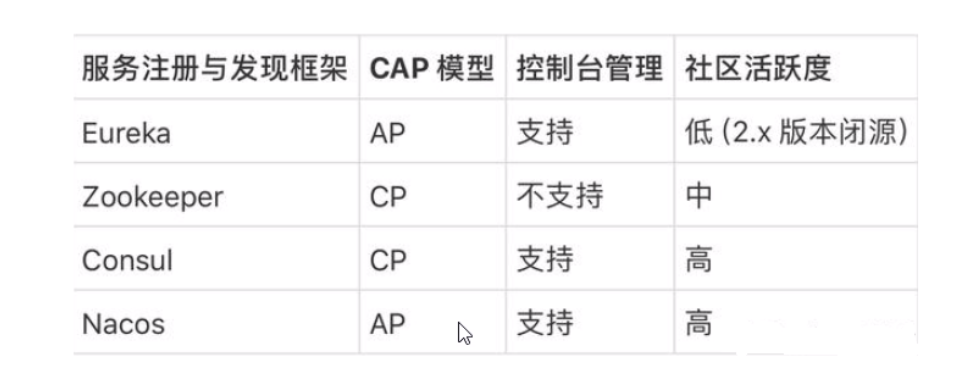 服务注册与发现框架 CAP 模型 控制台管理 社区活跃度
Eureka AP 支持 低 (2.x 版本闭源)
Zookeeper CP 不支持 中
Consul CP 支持 高
Nacos AP 支持 高